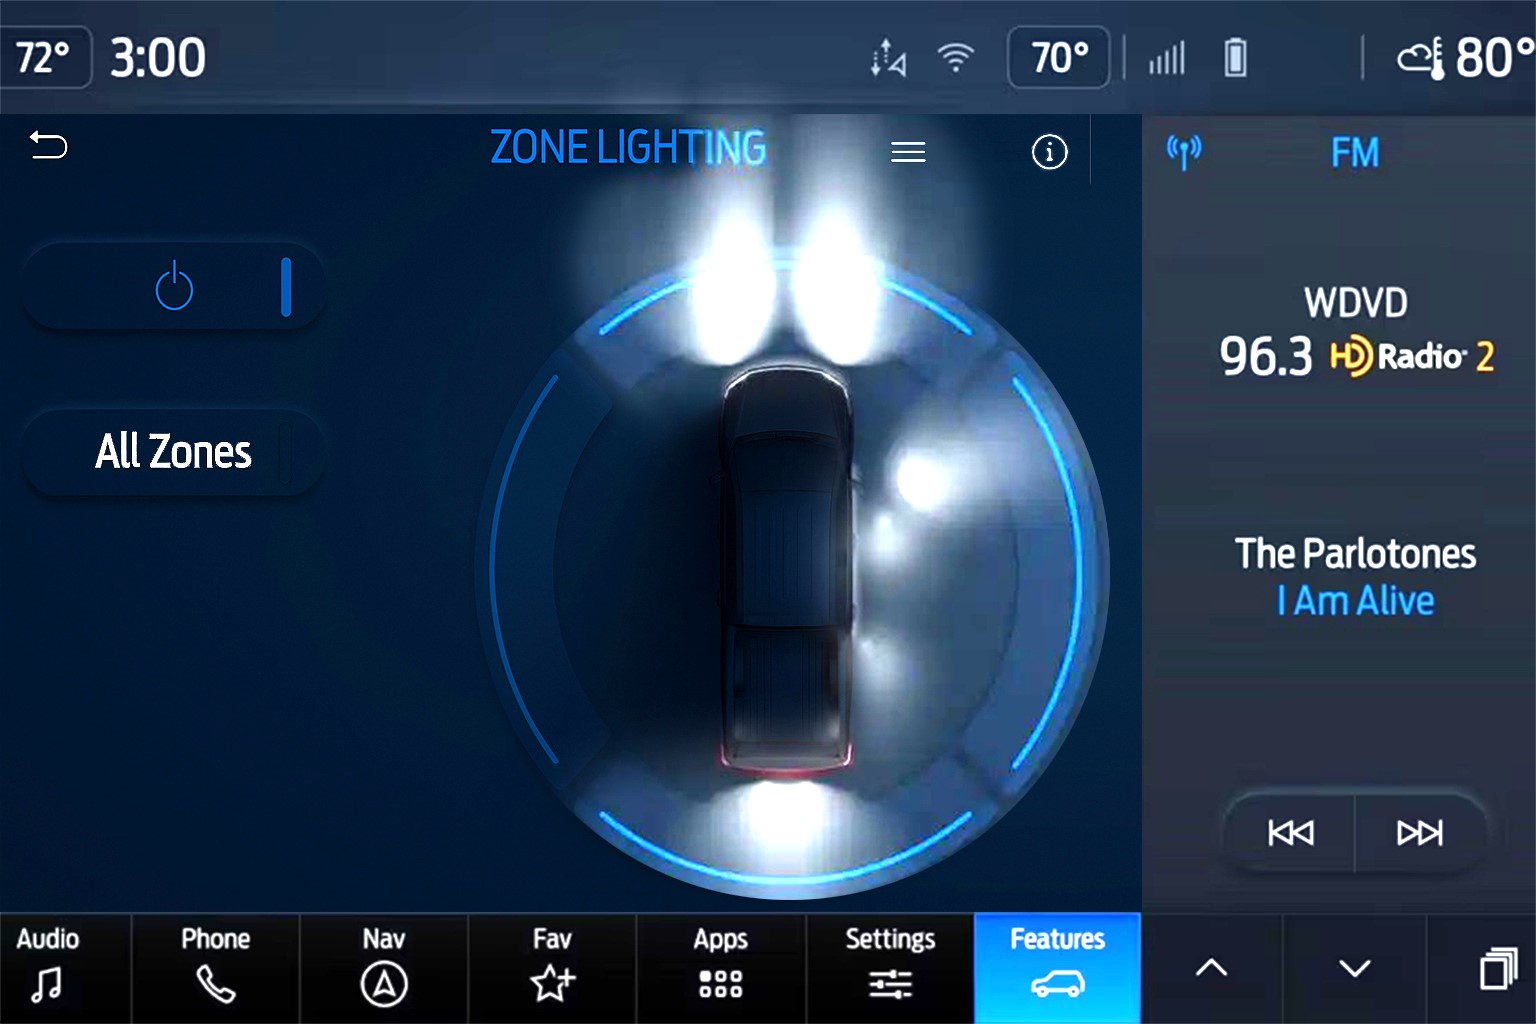 72° 3:00 70° 80°
ZONE LIGHTING
FM
WDVD
96.3 HD Radio 2
All Zones
The Parlotones
I Am Alive
Audio Phone Nav Fav Apps Settings Features